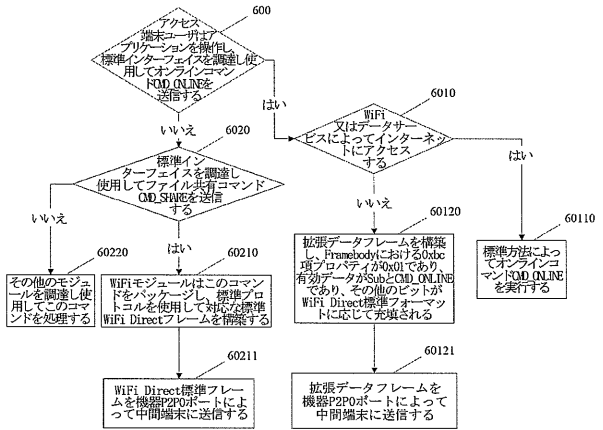 600
アクセス
端末ユーザはア
プリケーションを操作し、
標準インターフェイスを調達し使
用してオンラインコマン
ドCMD_ONLINEを
送信する
はい
いいえ
6010
WiFi
又はデータサー
ビスによってインターネッ
トにアクセス
する
はい
いいえ
6020
標準イン
ターフェイスを調達し
使用してファイル共有コマンド
CMD_SHAREを送信
する
いいえ
はい
60220
その他のモジュ
ールを調達し使
用してこのコマ
ンドを処理する
60210
WiFiモジュールはこのコマン
ドをパッケージし、標準プロ
トコルを使用して対応な標準
WiFi Directフレームを構築する
60120
拡張データフレームを構築
し、Framebodyにおける0xbc
項プロパティが0x01であり、
有効データがSubとCMD_ONLINE
であり、その他のビットが
WiFi Direct標準フォーマッ
トに応じて充填される
60110
標準方法によっ
てオンラインコ
マンドCMD_ONLINE
を実行する
60211
WiFi Direct標準フレー
ムを機器P2P0ポートによ
って中間端末に送信する
60121
拡張データフレームを
機器P2P0ポートによって
中間端末に送信する